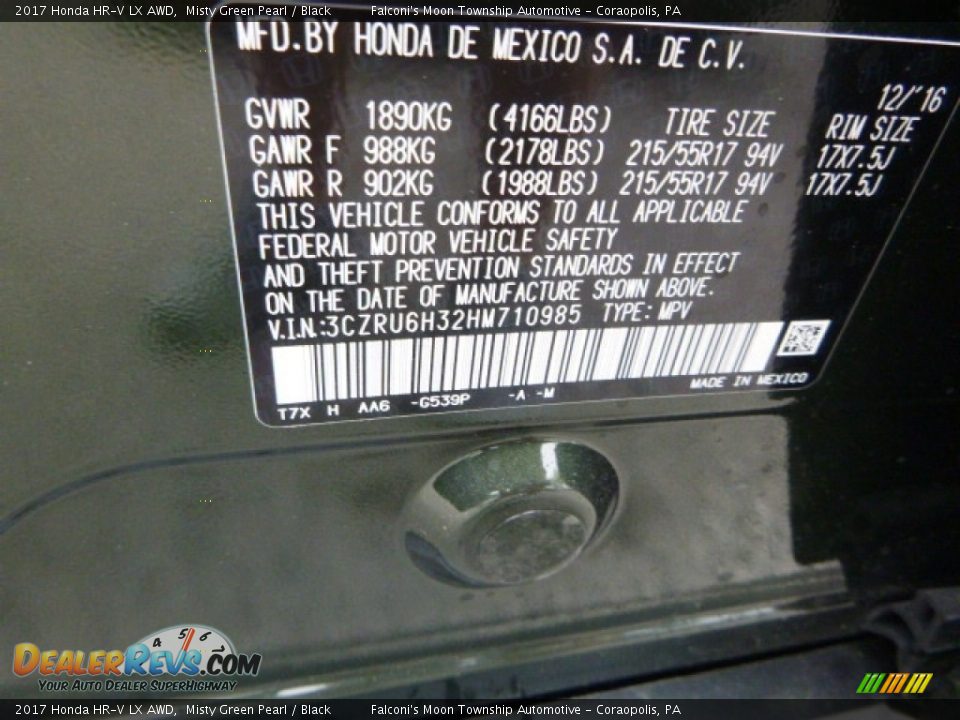 2017 Honda HR-V LX AWD, Misty Green Pearl / Black Falconi's Moon Township Automotive - Coraopolis, PA
MFD.BY HONDA DE MEXICO S.A. DE C.V.
12/'16
GVWR 1890KG (4166LBS) TIRE SIZE RIM SIZE
GAWR F 988KG (2178LBS) 215/55R17 94V 17X7.5J
GAWR R 902KG (1988LBS) 215/55R17 94V 17X7.5J
THIS VEHICLE CONFORMS TO ALL APPLICABLE
FEDERAL MOTOR VEHICLE SAFETY
AND THEFT PREVENTION STANDARDS IN EFFECT
ON THE DATE OF MANUFACTURE SHOWN ABOVE.
V.I.N.:3CZRU6H32HM710985 TYPE:MPV
MADE IN MEXICO
T7X H AA6 -G539P -A -M
4 5 6 7
DEALERREVS.COM
YOUR AUTO DEALER SUPERHIGHWAY
2017 Honda HR-V LX AWD, Misty Green Pearl / Black Falconi's Moon Township Automotive - Coraopolis, PA